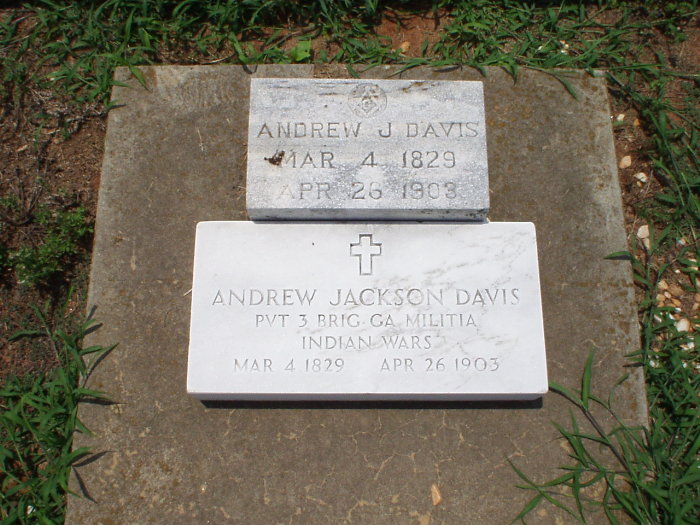 ANDREW J DAVIS
MAR 4 1829
APR 26 1903
ANDREW JACKSON DAVIS
PVT 3 BRIG GA MILITIA
INDIAN WARS
MAR 4 1829 APR 26 1903